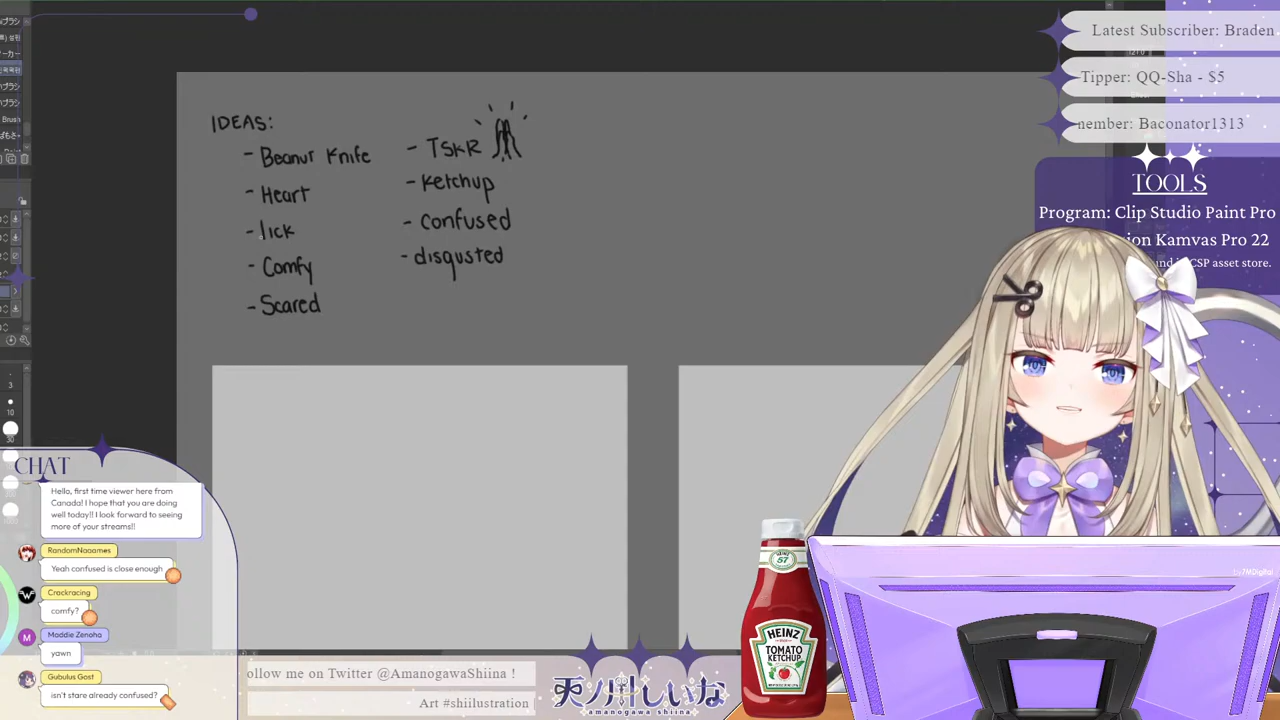 IDEAS:
- Beanut Knife
- Heart
- lick
- Comfy
- Scared
- TSKR
- Ketchup
- Confused
- disgusted
Latest Subscriber: Braden
Tipper: QQ-Sha - $5
nember: Baconator1313
TOOLS
Program: Clip Studio Paint Pro
ion Kamvas Pro 22
und in CSP asset store.
CHAT
Hello, first time viewer here from
Canada! I hope that you are doing
well today!! I look forward to seeing
more of your streams!!
RandomNaaames
Yeah confused is close enough
Crackracing
comfy?
Maddie Zenoha
yawn
Gubulus Gost
isn't stare already confused?
HEINZ
57
TOMATO
KETCHUP
by7MDigital
ollow me on Twitter @AmanogawaShiina !
Art #shiilustration
天ノ川しいな
amanogawa shiina